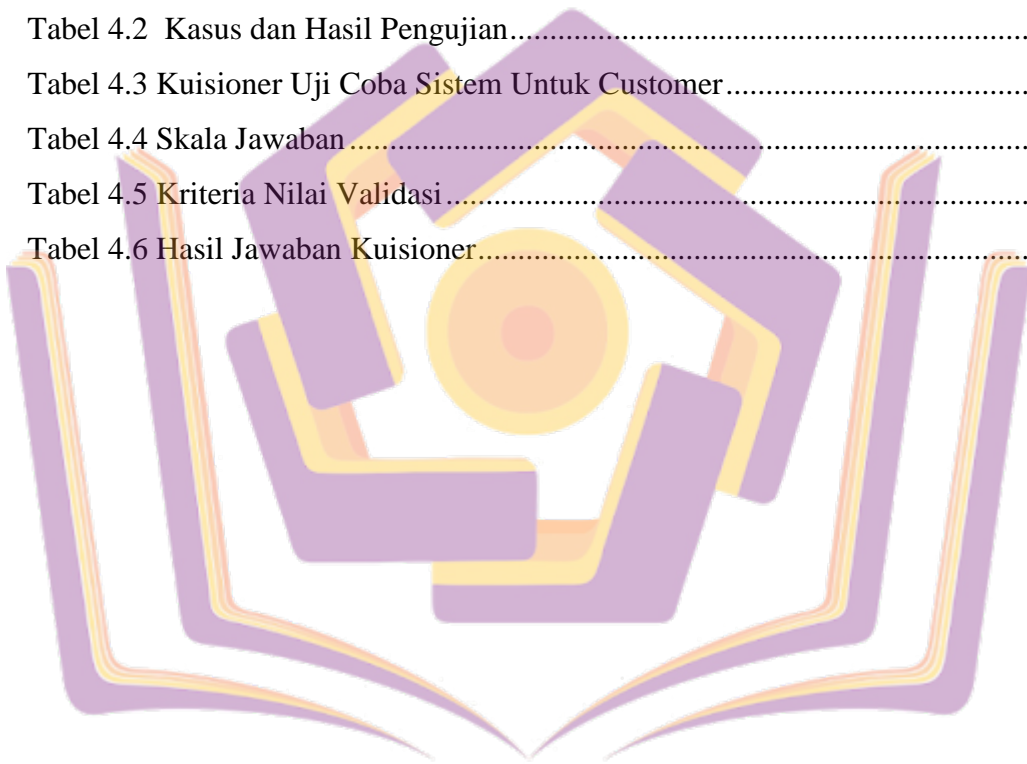 Tabel 4.2  Kasus dan Hasil Pengujian....................................................................
Tabel 4.3 Kuisioner Uji Coba Sistem Untuk Customer........................................
Tabel 4.4 Skala Jawaban........................................................................................
Tabel 4.5 Kriteria Nilai Validasi...........................................................................
Tabel 4.6 Hasil Jawaban Kuisioner.......................................................................